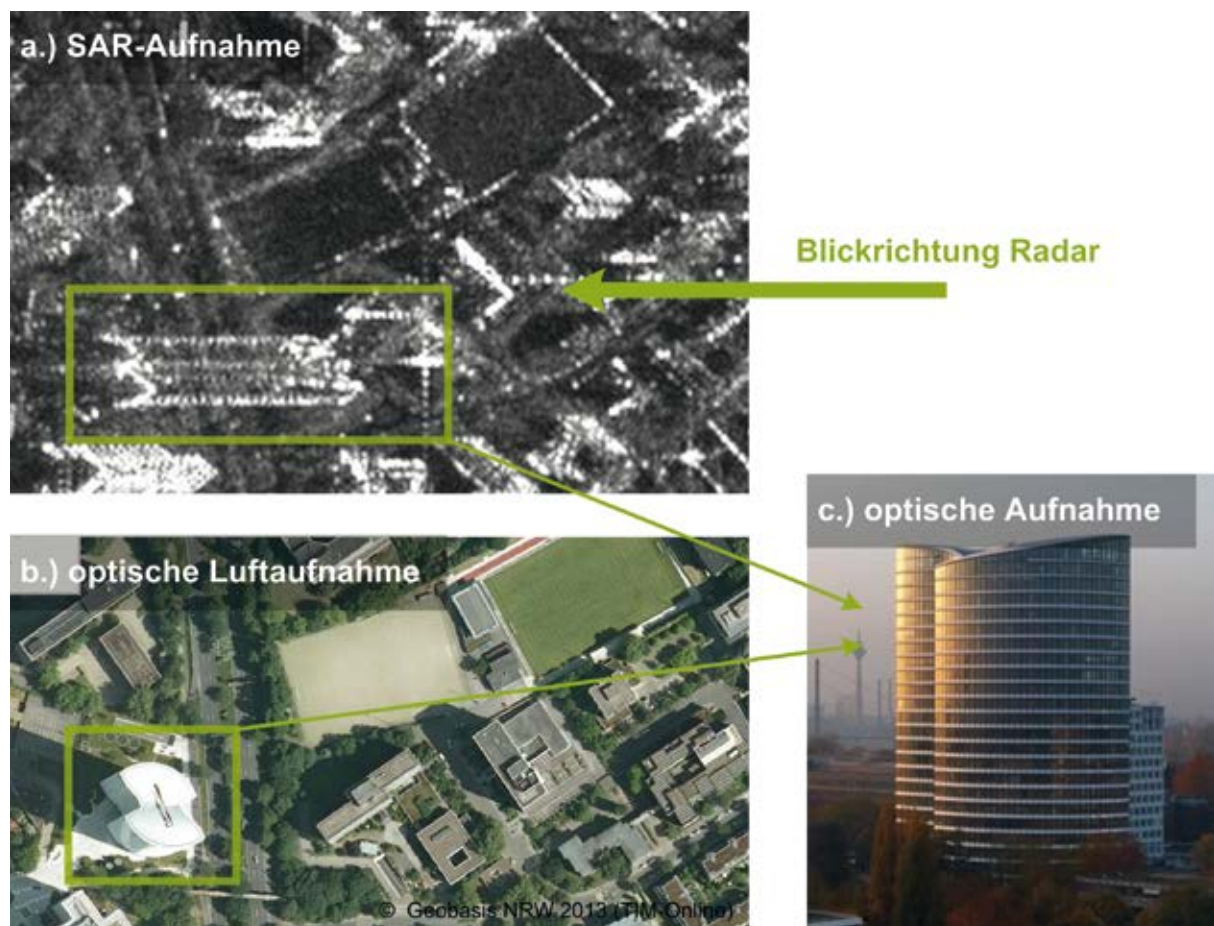 a.) SAR-Aufnahme
Blickrichtung Radar
b.) optische Luftaufnahme
c.) optische Aufnahme
© Geobasis NRW 2013 (TIM-Online)